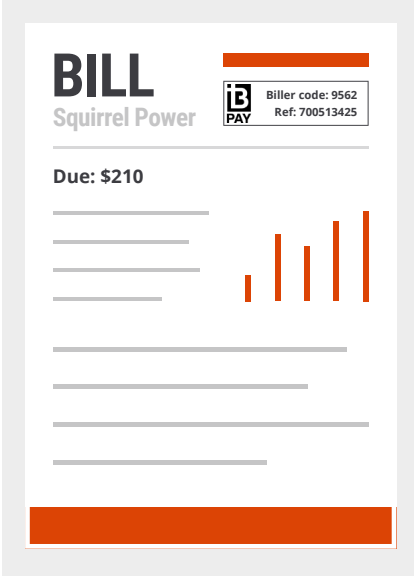 BILL
Squirrel Power
B
PAY
Biller code: 9562
Ref: 700513425
Due: $210